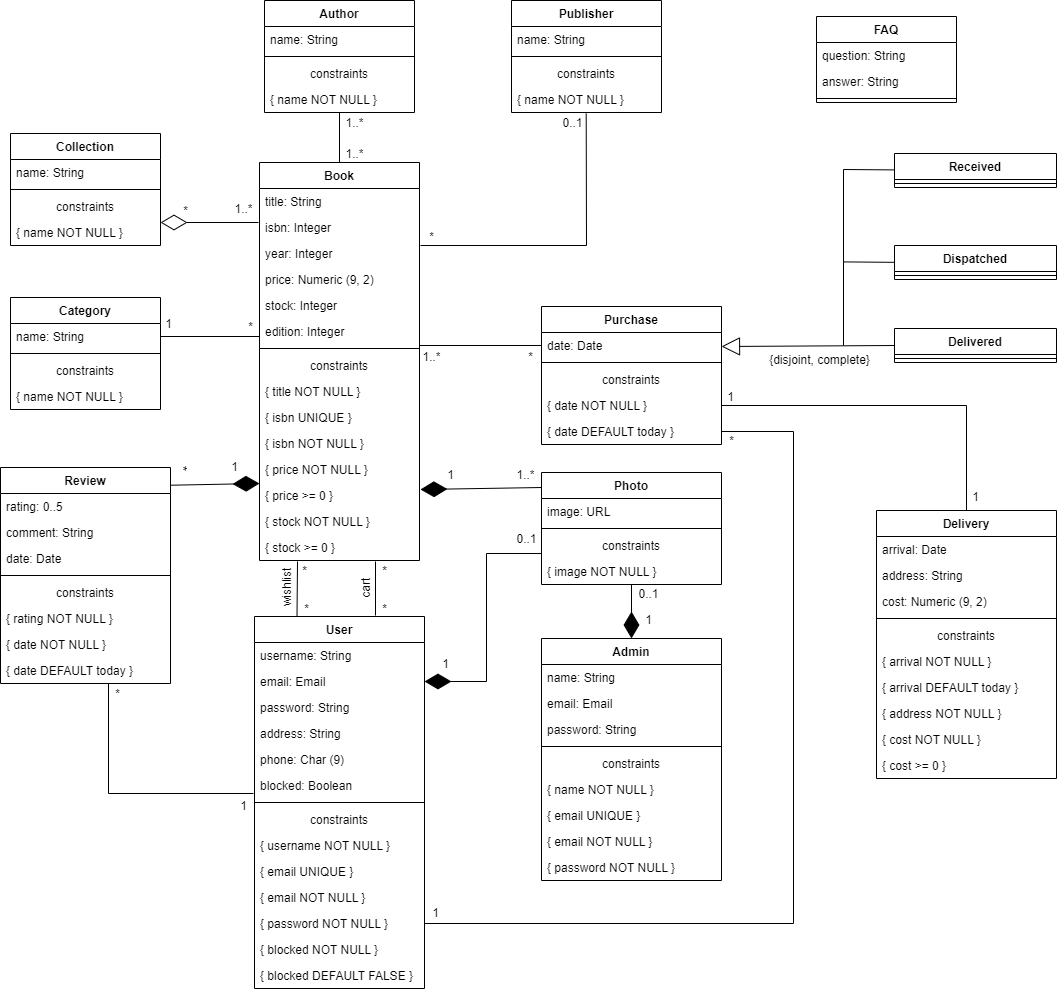 Author
name: String
constraints
{ name NOT NULL }
1..*
1..*
Publisher
name: String
constraints
{ name NOT NULL }
0..1
*
FAQ
question: String
answer: String
Collection
name: String
constraints
{ name NOT NULL }
*
1..*
Book
title: String
isbn: Integer
year: Integer
price: Numeric (9, 2)
stock: Integer
edition: Integer
constraints
{ title NOT NULL }
{ isbn UNIQUE }
{ isbn NOT NULL }
{ price NOT NULL }
{ price >= 0 }
{ stock NOT NULL }
{ stock >= 0 }
Received
Dispatched
Delivered
{disjoint, complete}
Category
name: String
constraints
{ name NOT NULL }
1
*
Purchase
date: Date
constraints
{ date NOT NULL }
{ date DEFAULT today }
1..*
*
1
*
1
Review
rating: 0..5
comment: String
date: Date
constraints
{ rating NOT NULL }
{ date NOT NULL }
{ date DEFAULT today }
*
1
*
1
Photo
image: URL
constraints
{ image NOT NULL }
1
1..*
0..1
1
0..1
1
Delivery
arrival: Date
address: String
cost: Numeric (9, 2)
constraints
{ arrival NOT NULL }
{ arrival DEFAULT today }
{ address NOT NULL }
{ cost NOT NULL }
{ cost >= 0 }
wishlist
*
*
cart
*
*
User
username: String
email: Email
password: String
address: String
phone: Char (9)
blocked: Boolean
constraints
{ username NOT NULL }
{ email UNIQUE }
{ email NOT NULL }
{ password NOT NULL }
{ blocked NOT NULL }
{ blocked DEFAULT FALSE }
1
Admin
name: String
email: Email
password: String
constraints
{ name NOT NULL }
{ email UNIQUE }
{ email NOT NULL }
{ password NOT NULL }